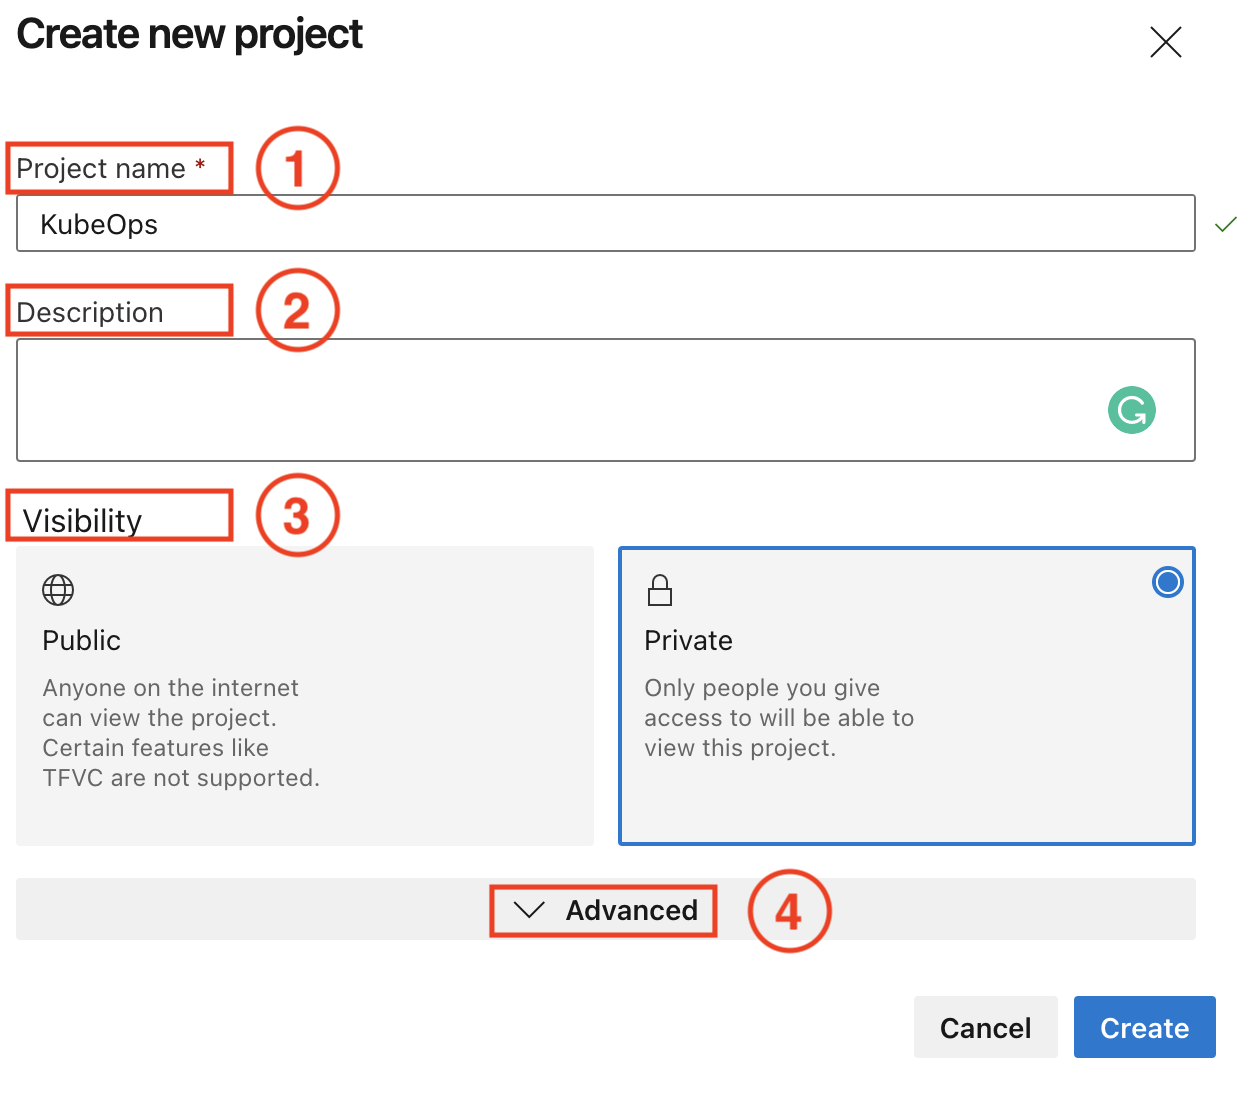 Create new project
Project name *
1
KubeOps
Description
2
Visibility
3
Public
Anyone on the internet
can view the project.
Certain features like
TFVC are not supported.
Private
Only people you give
access to will be able to
view this project.
Advanced
4
Cancel
Create